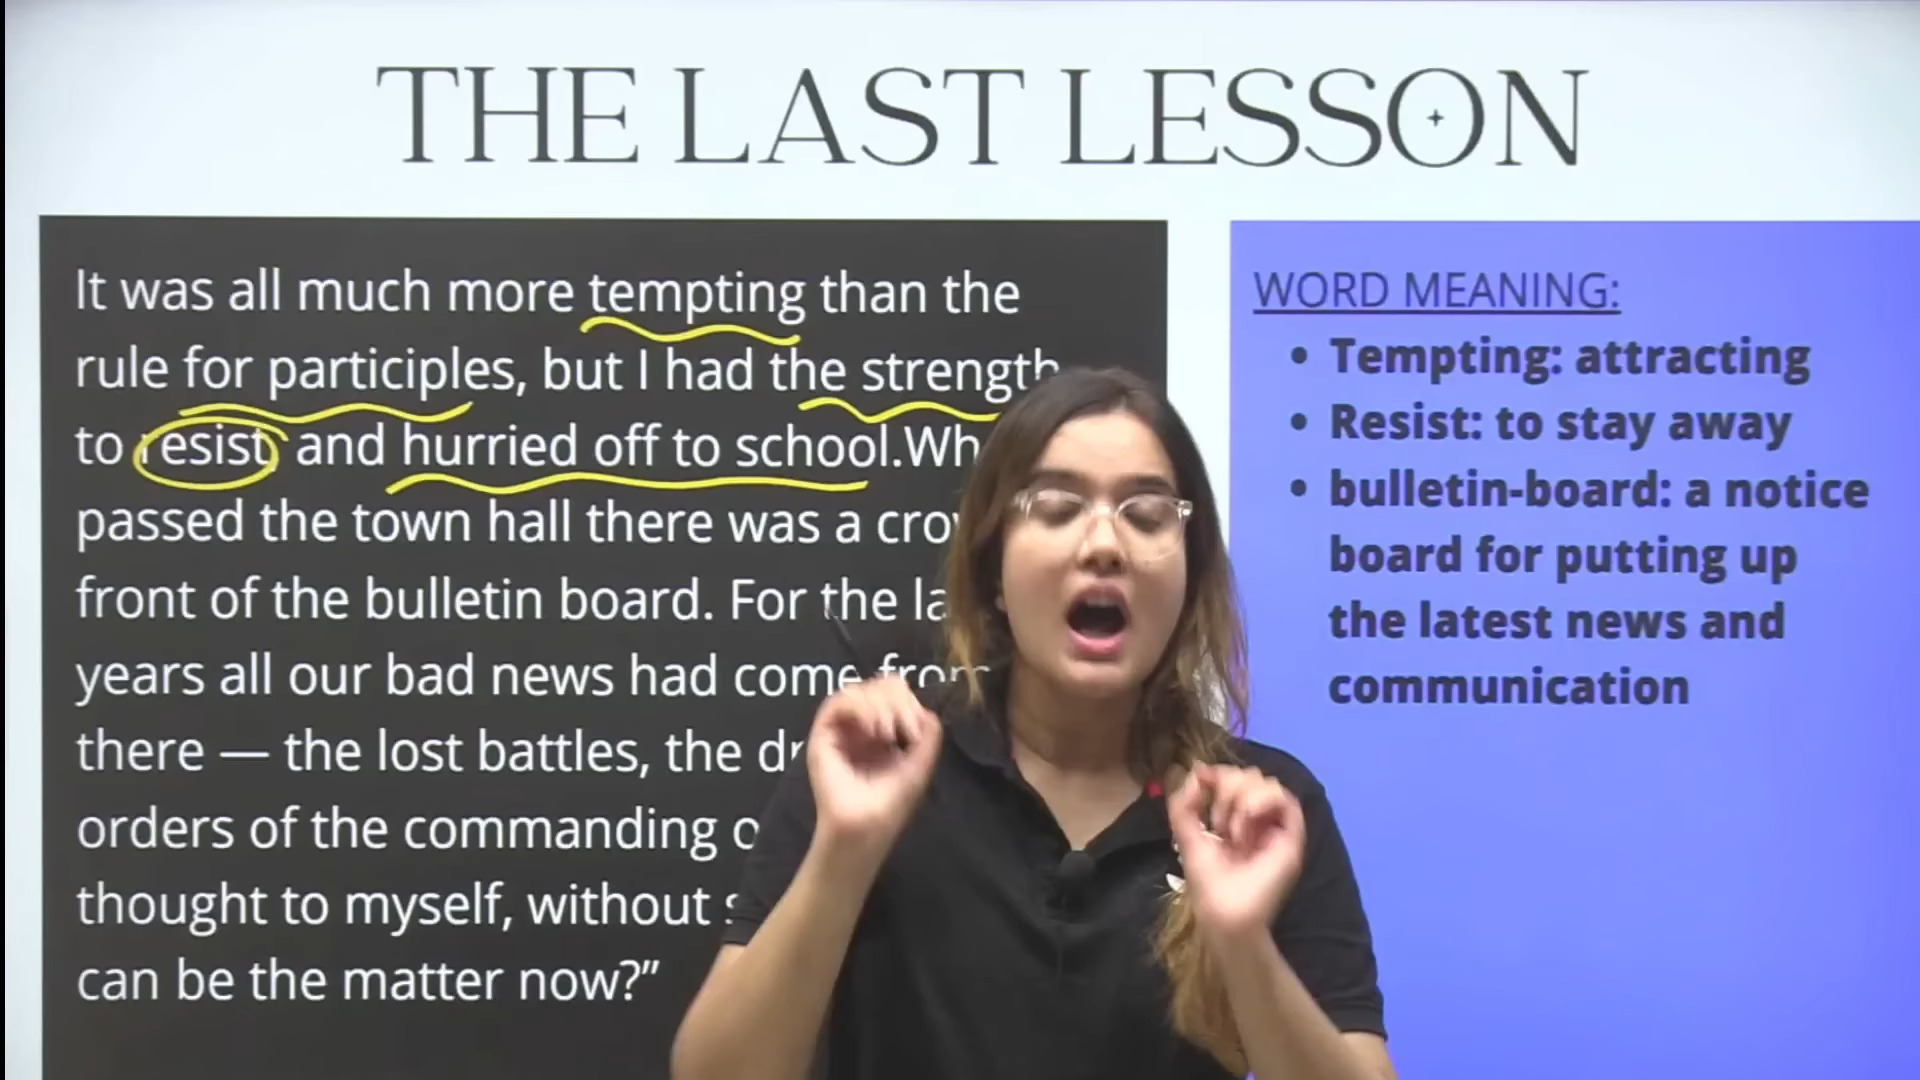 THE LAST LESSON
It was all much more tempting than the
rule for participles, but I had the strength
to resist, and hurried off to school.Wh
passed the town hall there was a cro
front of the bulletin board. For the la
years all our bad news had come from
there — the lost battles, the dr
orders of the commanding o
thought to myself, without s
can be the matter now?”
WORD MEANING:
• Tempting: attracting
• Resist: to stay away
• bulletin-board: a notice
board for putting up
the latest news and
communication